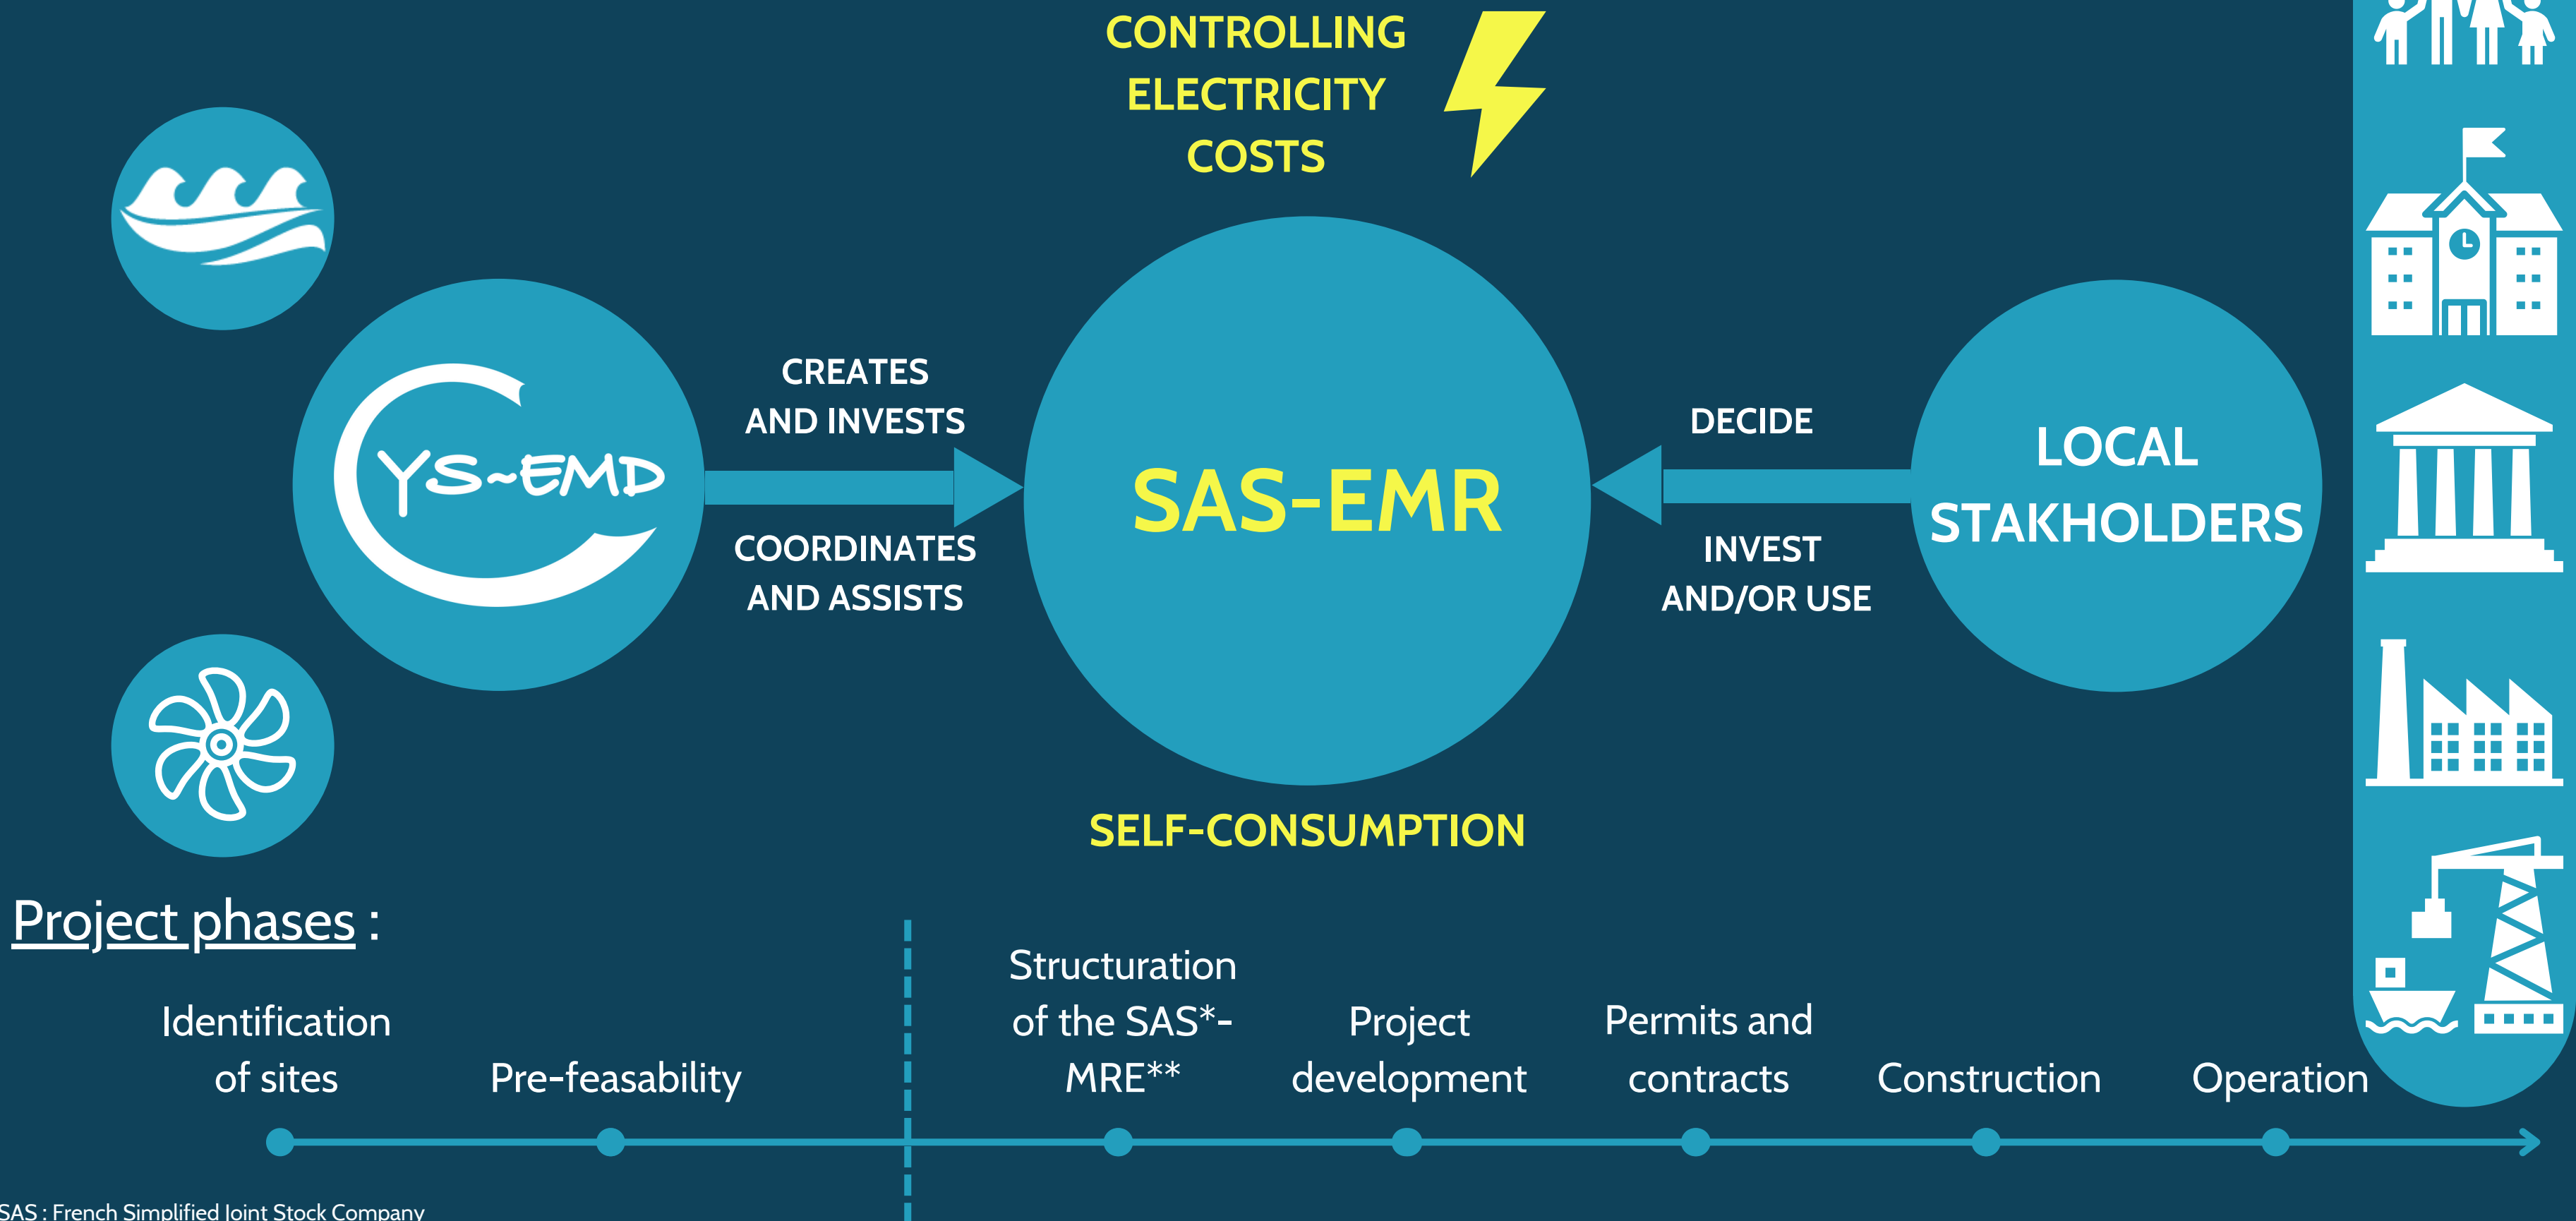 CONTROLLING
ELECTRICITY
COSTS
YS~EMD
CREATES
AND INVESTS
COORDINATES
AND ASSISTS
SAS-EMR
DECIDE
INVEST
AND/OR USE
LOCAL
STAKHOLDERS
SELF-CONSUMPTION
Project phases :
Identification
of sites
Pre-feasability
Structuration
of the SAS*-
MRE**
Project
development
Permits and
contracts
Construction
Operation
SAS : French Simplified Joint Stock Company